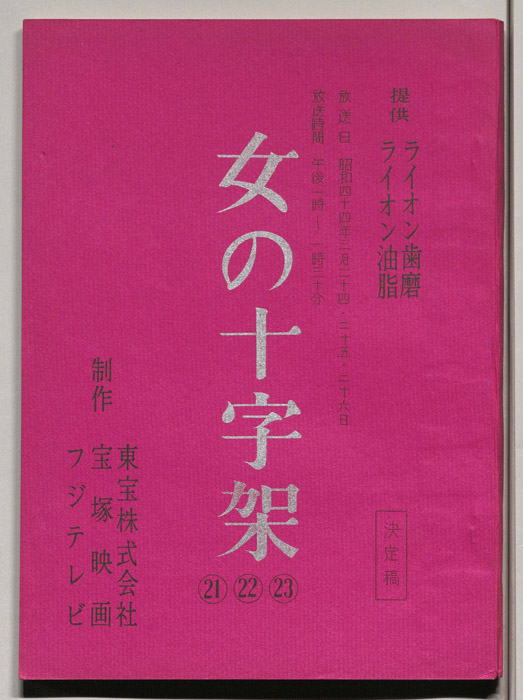 提供
ライオン歯磨
ライオン油脂
放送日 昭和四十四年三月二十四・二十五・二十六日
放送時間 午後一時〜一時三十分
女の十字架
㉑㉒㉓
決定稿
制作
東宝株式会社
宝塚映画
フジテレビ